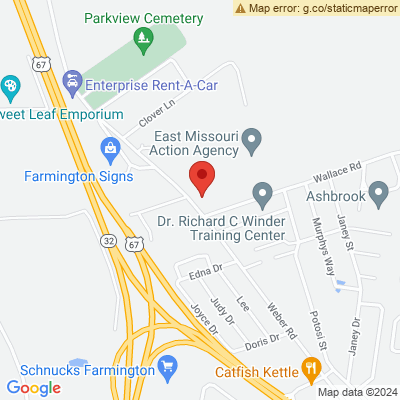 Map error: g.co/staticmaperror
Parkview Cemetery
67
Enterprise Rent-A-Car
Clover Ln
weet Leaf Emporium
East Missouri
Action Agency
Farmington Signs
Wallace Rd
Ashbrook
Dr. Richard C Winder
Training Center
32
67
Murphys Way
Janey St
Edna Dr
Lee
Judy Dr
Joyce Dr
Weber Rd
Potosi St
Janey Dr
Doris Dr
Schnucks Farmington
Catfish Kettle
Google
Map data ©2024